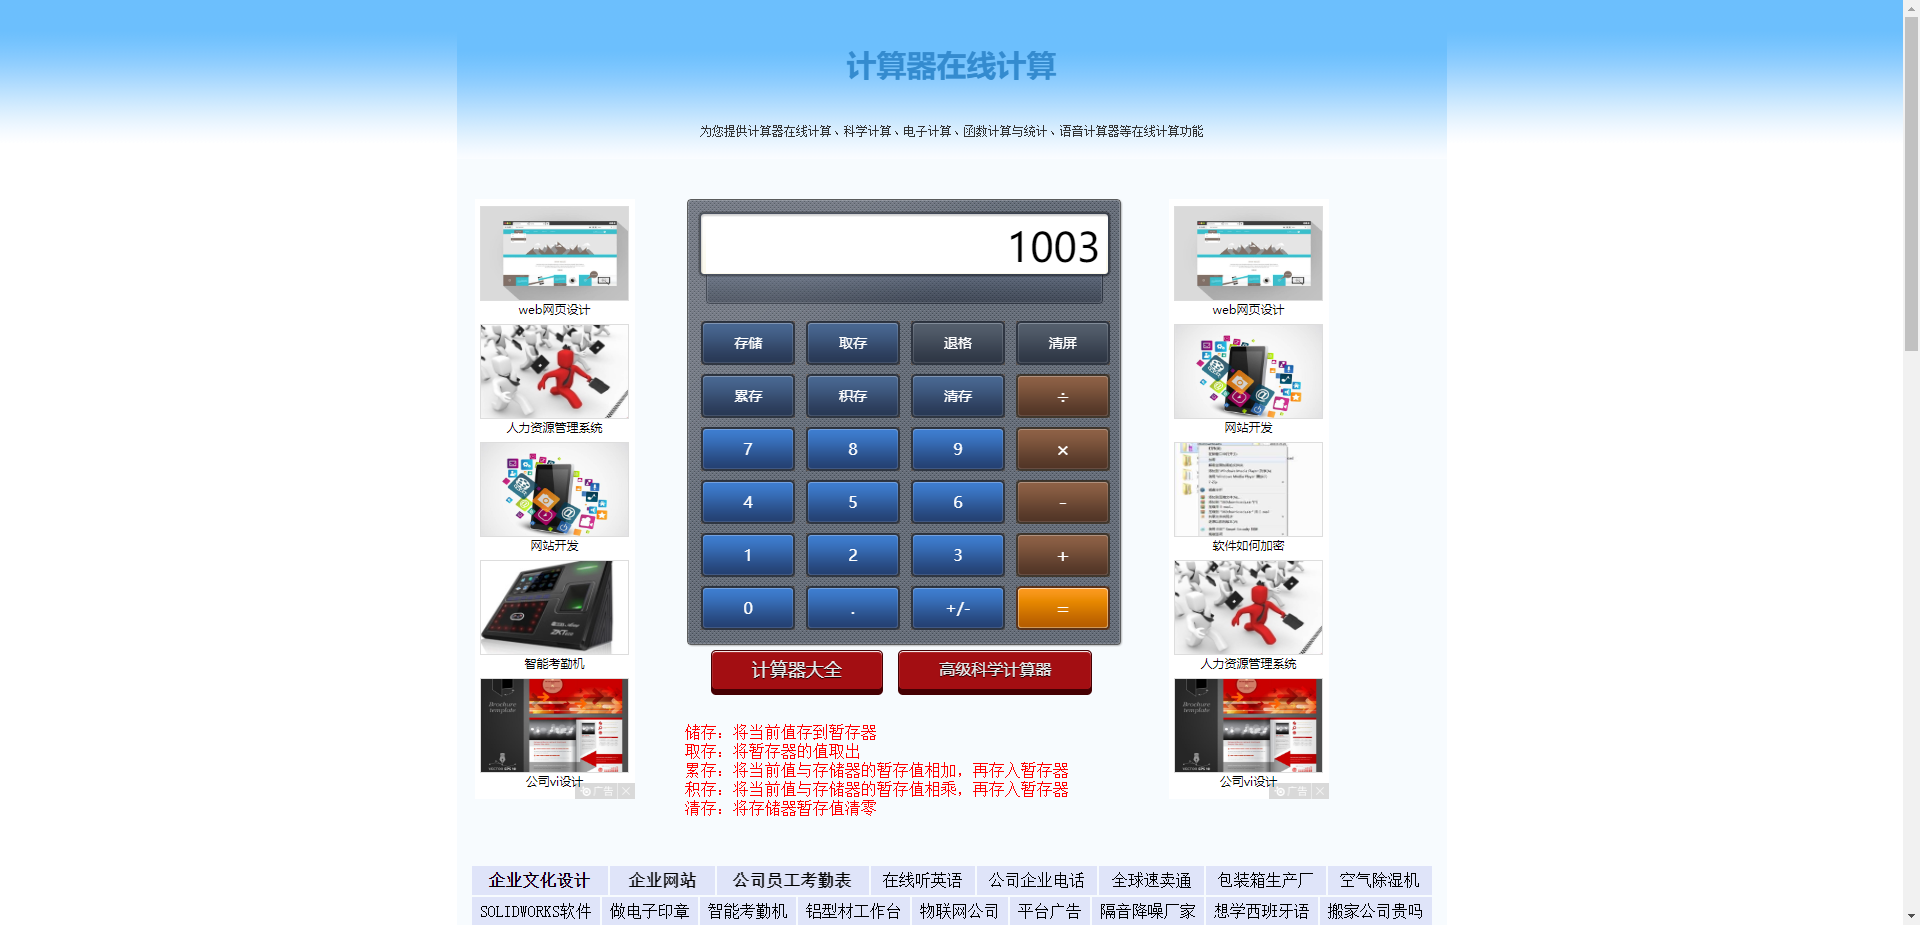 计算器在线计算
为您提供计算器在线计算、科学计算、电子计算、函数计算与统计、语音计算器等在线计算功能
web网页设计
人力资源管理系统
网站开发
智能考勤机
公司vi设计
广告
1003
存储 取存 退格 清屏
累存 积存 清存 ÷
7 8 9 ×
4 5 6 -
1 2 3 +
0 . +/- =
计算器大全 高级科学计算器
储存：将当前值存到暂存器
取存：将暂存器的值取出
累存：将当前值与存储器的暂存值相加，再存入暂存器
积存：将当前值与存储器的暂存值相乘，再存入暂存器
清存：将存储器暂存值清零
web网页设计
网站开发
软件如何加密
人力资源管理系统
公司vi设计
广告
企业文化设计 企业网站 公司员工考勤表 在线听英语 公司企业电话 全球速卖通 包装箱生产厂 空气除湿机
SOLIDWORKS软件 做电子印章 智能考勤机 铝型材工作台 物联网公司 平台广告 隔音降噪厂家 想学西班牙语 搬家公司贵吗